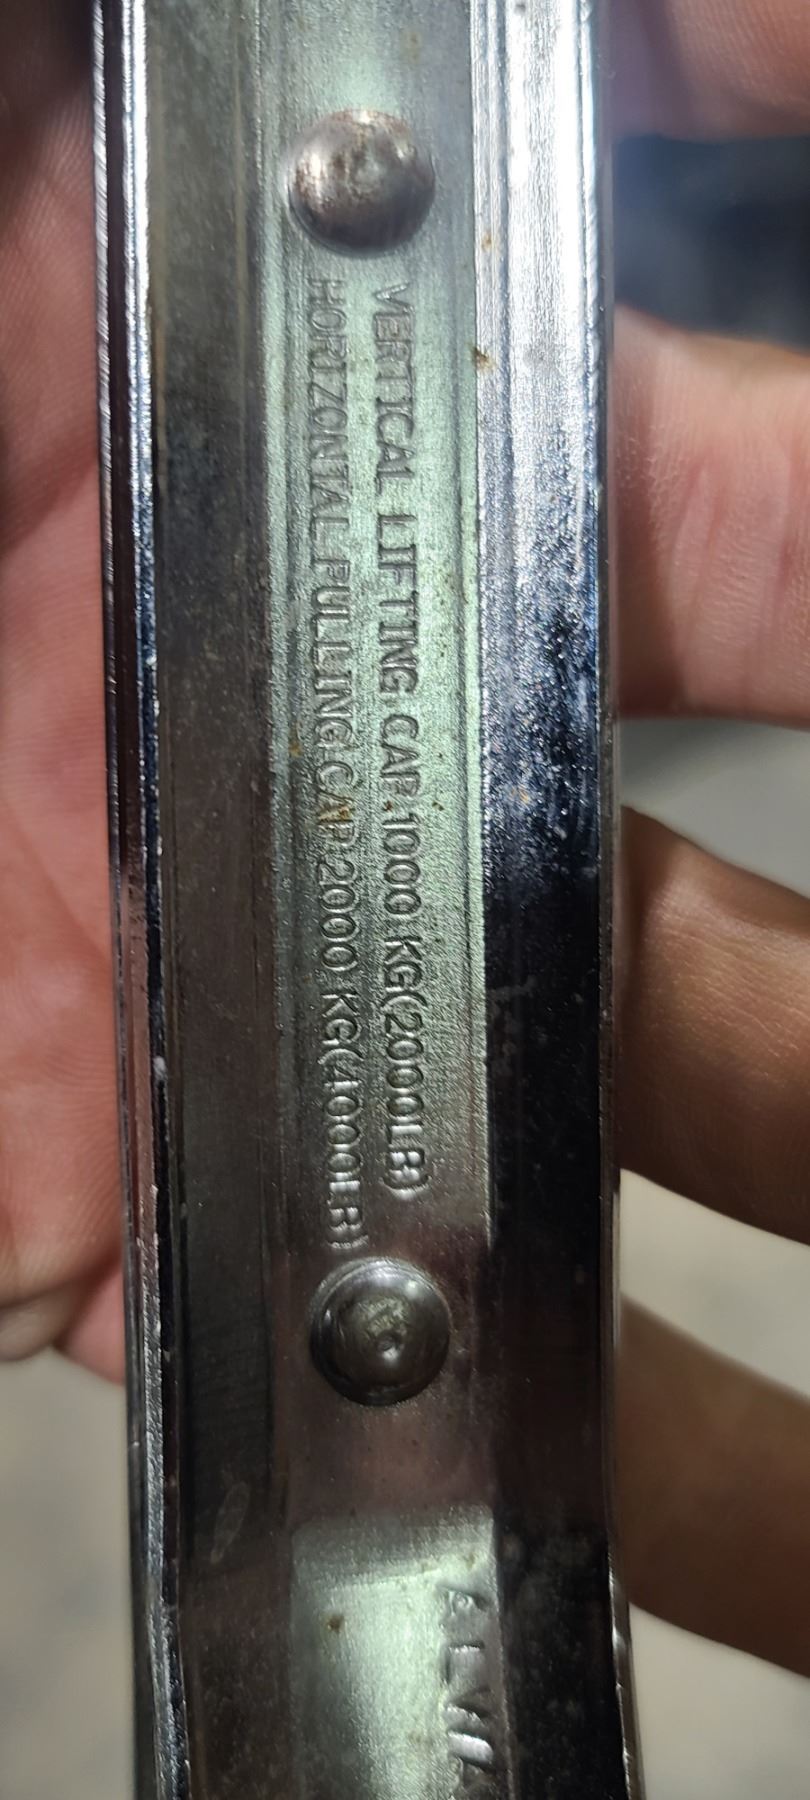 VERTICAL LIFTING CAP.1000 KG(2000LB)
HORIZONTAL PULLING CAP.2000 KG(4000LB)